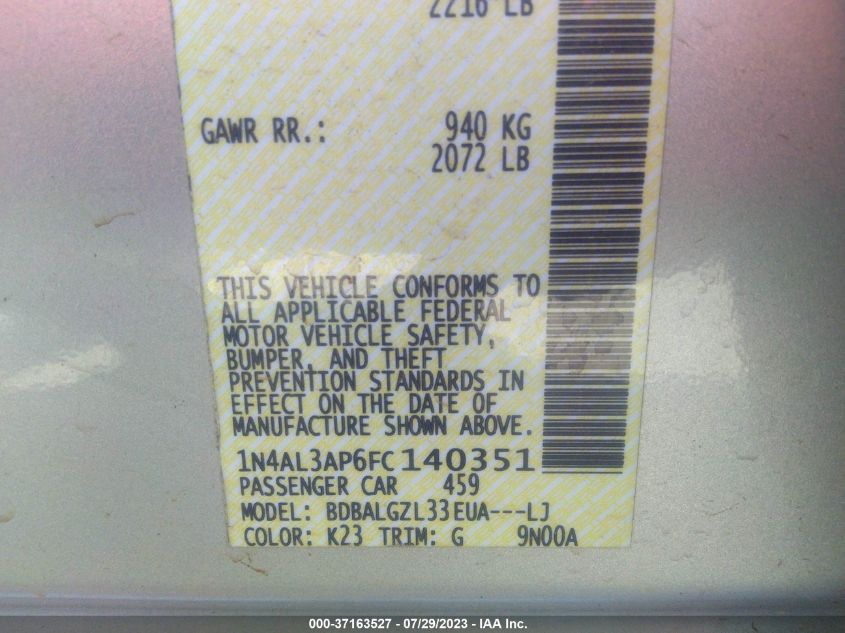 2216 LB
GAWR RR.: 940 KG
2072 LB
THIS VEHICLE CONFORMS TO
ALL APPLICABLE FEDERAL
MOTOR VEHICLE SAFETY,
BUMPER, AND THEFT
PREVENTION STANDARDS IN
EFFECT ON THE DATE OF
MANUFACTURE SHOWN ABOVE.
1N4AL3AP6FC140351
PASSENGER CAR 459
MODEL: BDBALGZL33EUA---LJ
COLOR: K23 TRIM: G 9N00A
000-37163527 - 07/29/2023 - IAA Inc.